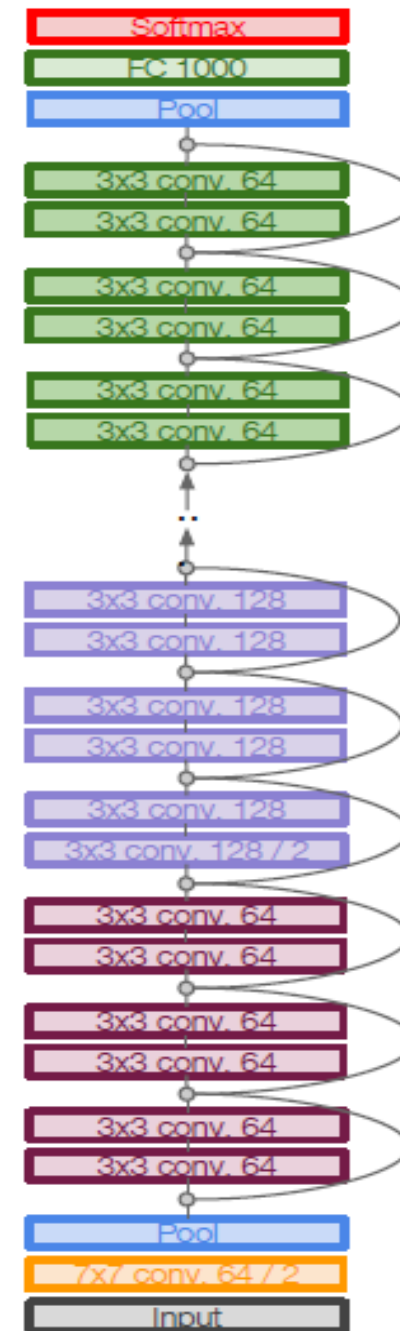 Softmax
FC 1000
Pool
3x3 conv, 64
3x3 conv, 64
3x3 conv, 64
3x3 conv, 64
3x3 conv, 64
3x3 conv, 64
..
3x3 conv, 128
3x3 conv, 128
3x3 conv, 128
3x3 conv, 128
3x3 conv, 128
3x3 conv, 128 / 2
3x3 conv, 64
3x3 conv, 64
3x3 conv, 64
3x3 conv, 64
3x3 conv, 64
3x3 conv, 64
Pool
7x7 conv, 64 / 2
Input